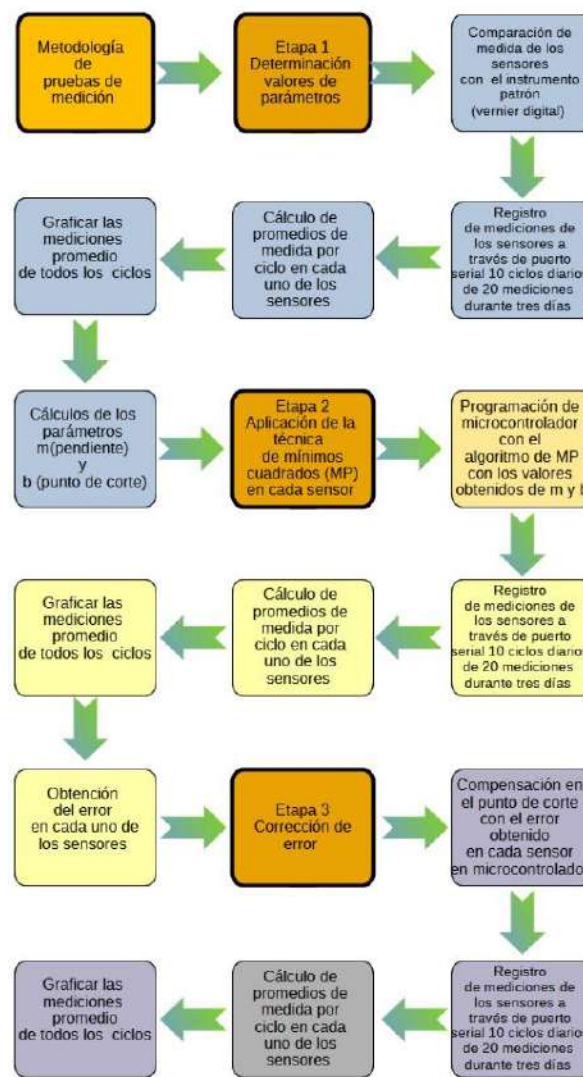 Metodología
de
pruebas de
medición
Etapa 1
Determinación
valores de
parámetros
Comparación de
medida de los
sensores
con el instrumento
patrón
(vernier digital)
Registro
de mediciones de
los sensores a
través de puerto
serial 10 ciclos diarios
de 20 mediciones
durante tres días
Cálculo de
promedios de
medida por
ciclo en cada
uno de los
sensores
Graficar las
mediciones
promedio
de todos los ciclos
Cálculos de los
parámetros
m(pendiente)
y
b (punto de corte)
Etapa 2
Aplicación de la
técnica
de mínimos
cuadrados (MP)
en cada sensor
Programación de
microcontrolador
con el
algoritmo de MP
con los valores
obtenidos de m y b
Registro
de mediciones de
los sensores a
través de puerto
serial 10 ciclos diarios
de 20 mediciones
durante tres días
Cálculo de
promedios de
medida por
ciclo en cada
uno de los
sensores
Graficar las
mediciones
promedio
de todos los ciclos
Obtención
del error
en cada uno de
los sensores
Etapa 3
Corrección de
error
Compensación en
el punto de corte
con el error
obtenido
en cada sensor
en microcontrolado
Registro
de mediciones de
los sensores a
través de puerto
serial 10 ciclos diarios
de 20 mediciones
durante tres días
Cálculo de
promedios de
medida por
ciclo en cada
uno de los
sensores
Graficar las
mediciones
promedio
de todos los ciclos